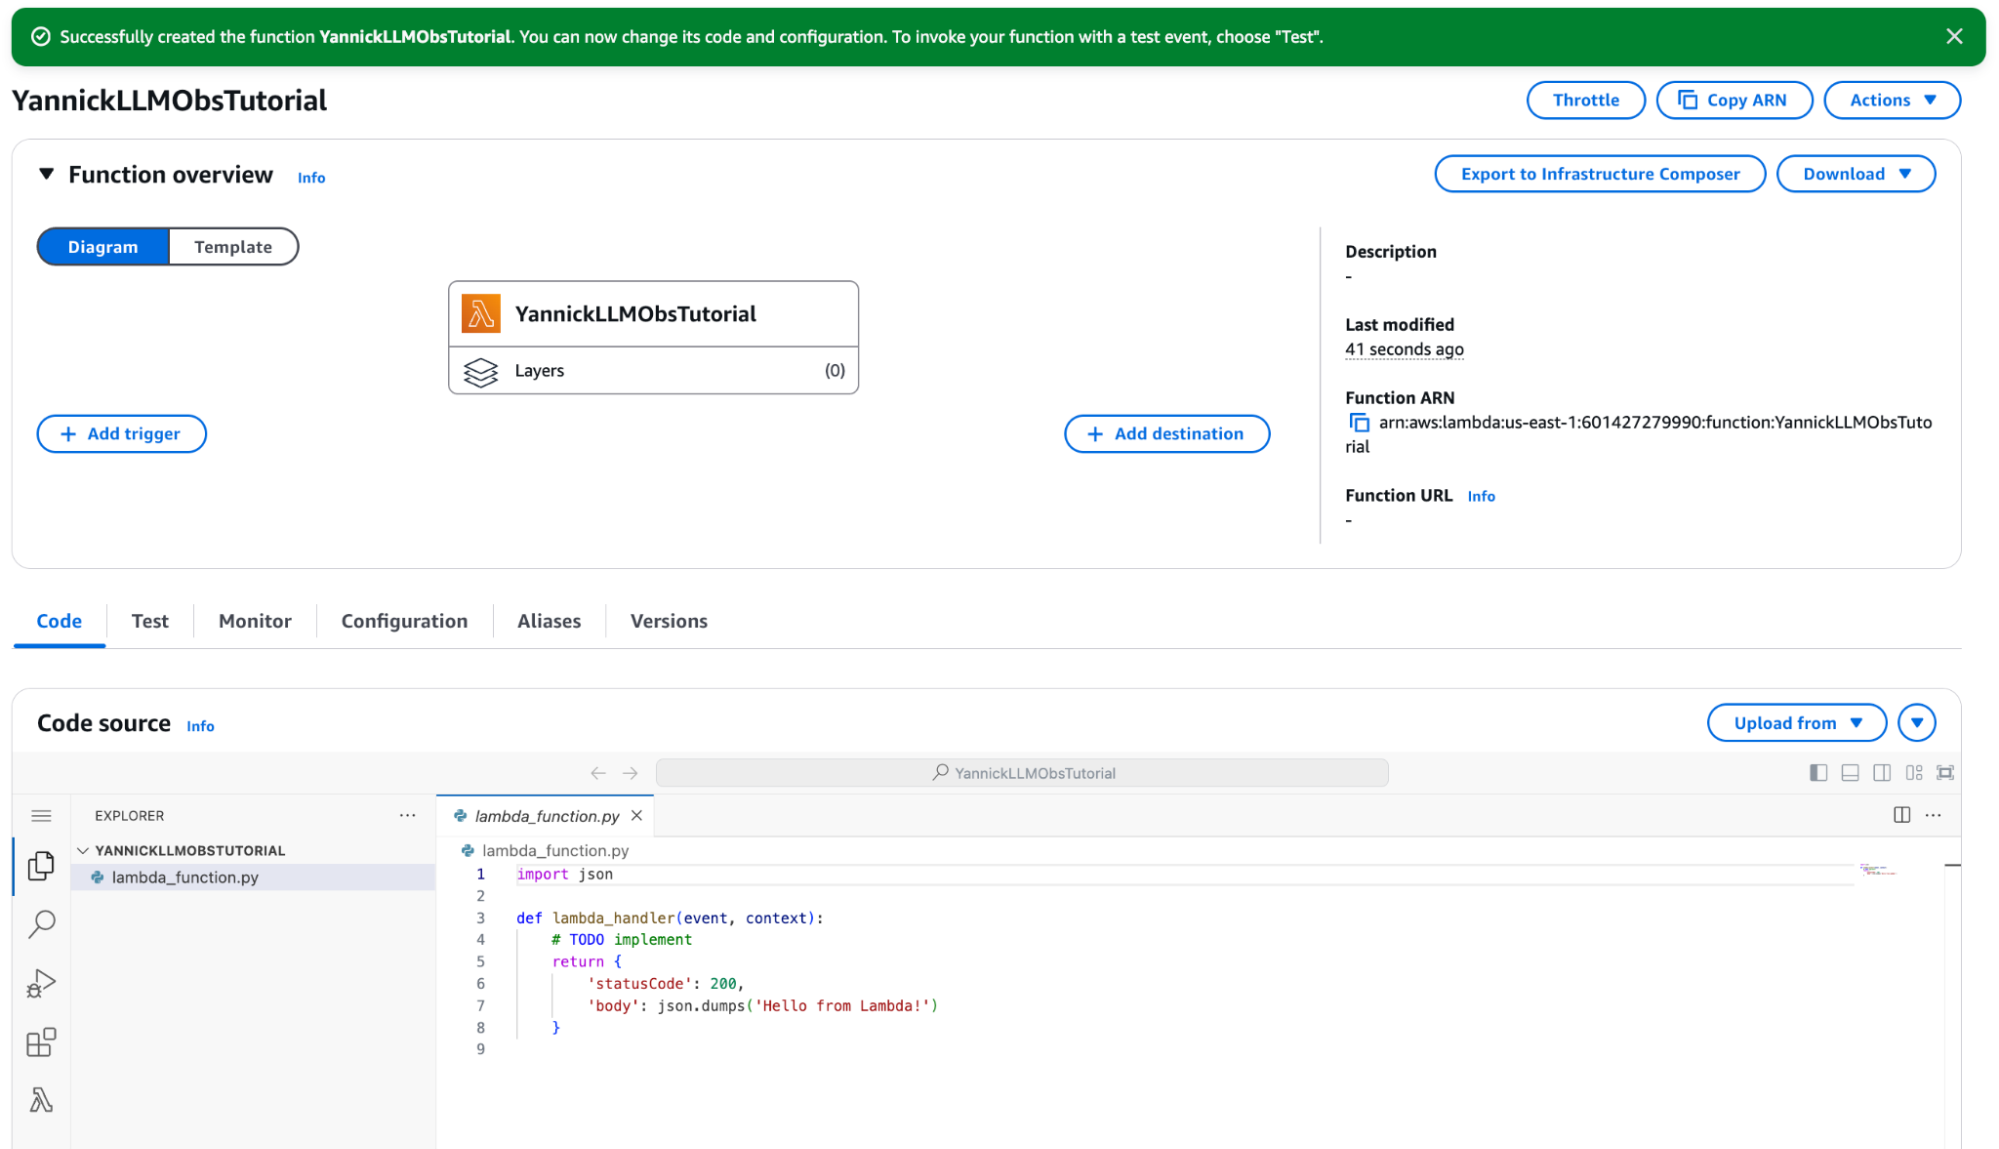 Successfully created the function YannickLLMObsTutorial. You can now change its code and configuration. To invoke your function with a test event, choose "Test".
YannickLLMObsTutorial
Throttle
Copy ARN
Actions
Function overview
Info
Export to Infrastructure Composer
Download
Diagram
Template
YannickLLMObsTutorial
Layers
(0)
Add trigger
Add destination
Description
-
Last modified
41 seconds ago
Function ARN
arn:aws:lambda:us-east-1:601427279990:function:YannickLLMObsTuto
rial
Function URL
Info
-
Code
Test
Monitor
Configuration
Aliases
Versions
Code source
Info
Upload from
YannickLLMObsTutorial
EXPLORER
YANNICKLLMOBSTUTORIAL
lambda_function.py
lambda_function.py
lambda_function.py
1 import json
2
3 def lambda_handler(event, context):
4     # TODO implement
5     return {
6         'statusCode': 200,
7         'body': json.dumps('Hello from Lambda!')
8     }
9